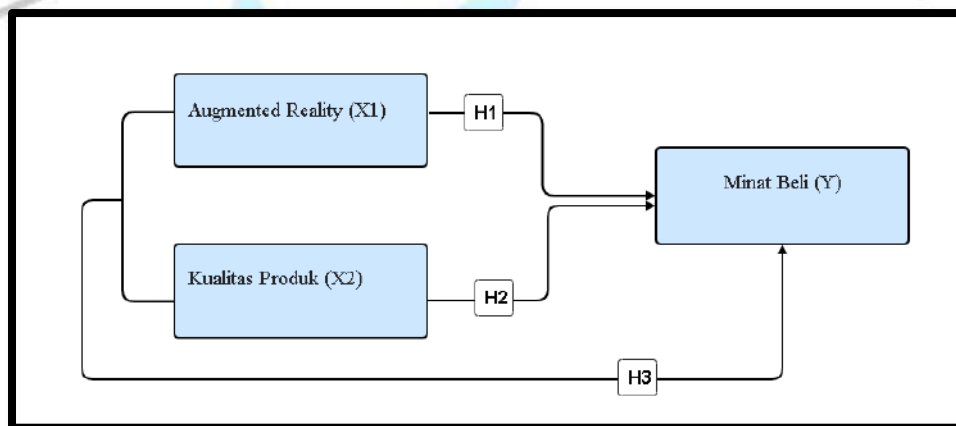 Augmented Reality (X1)
H1
Minat Beli (Y)
Kualitas Produk (X2)
H2
H3